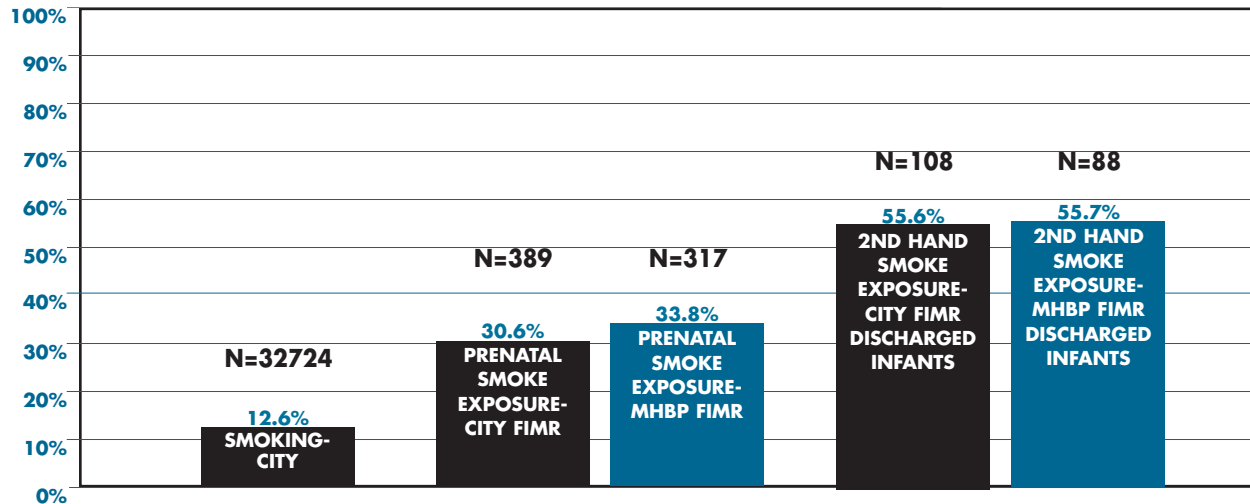 100%
90%
80%
70%
60%
50%
40%
30%
20%
10%
0%
N=32724
12.6%
SMOKING-
CITY
N=389
30.6%
PRENATAL
SMOKE
EXPOSURE-
CITY FIMR
N=317
33.8%
PRENATAL
SMOKE
EXPOSURE-
MHBP FIMR
N=108
55.6%
2ND HAND
SMOKE
EXPOSURE-
CITY FIMR
DISCHARGED
INFANTS
N=88
55.7%
2ND HAND
SMOKE
EXPOSURE-
MHBP FIMR
DISCHARGED
INFANTS